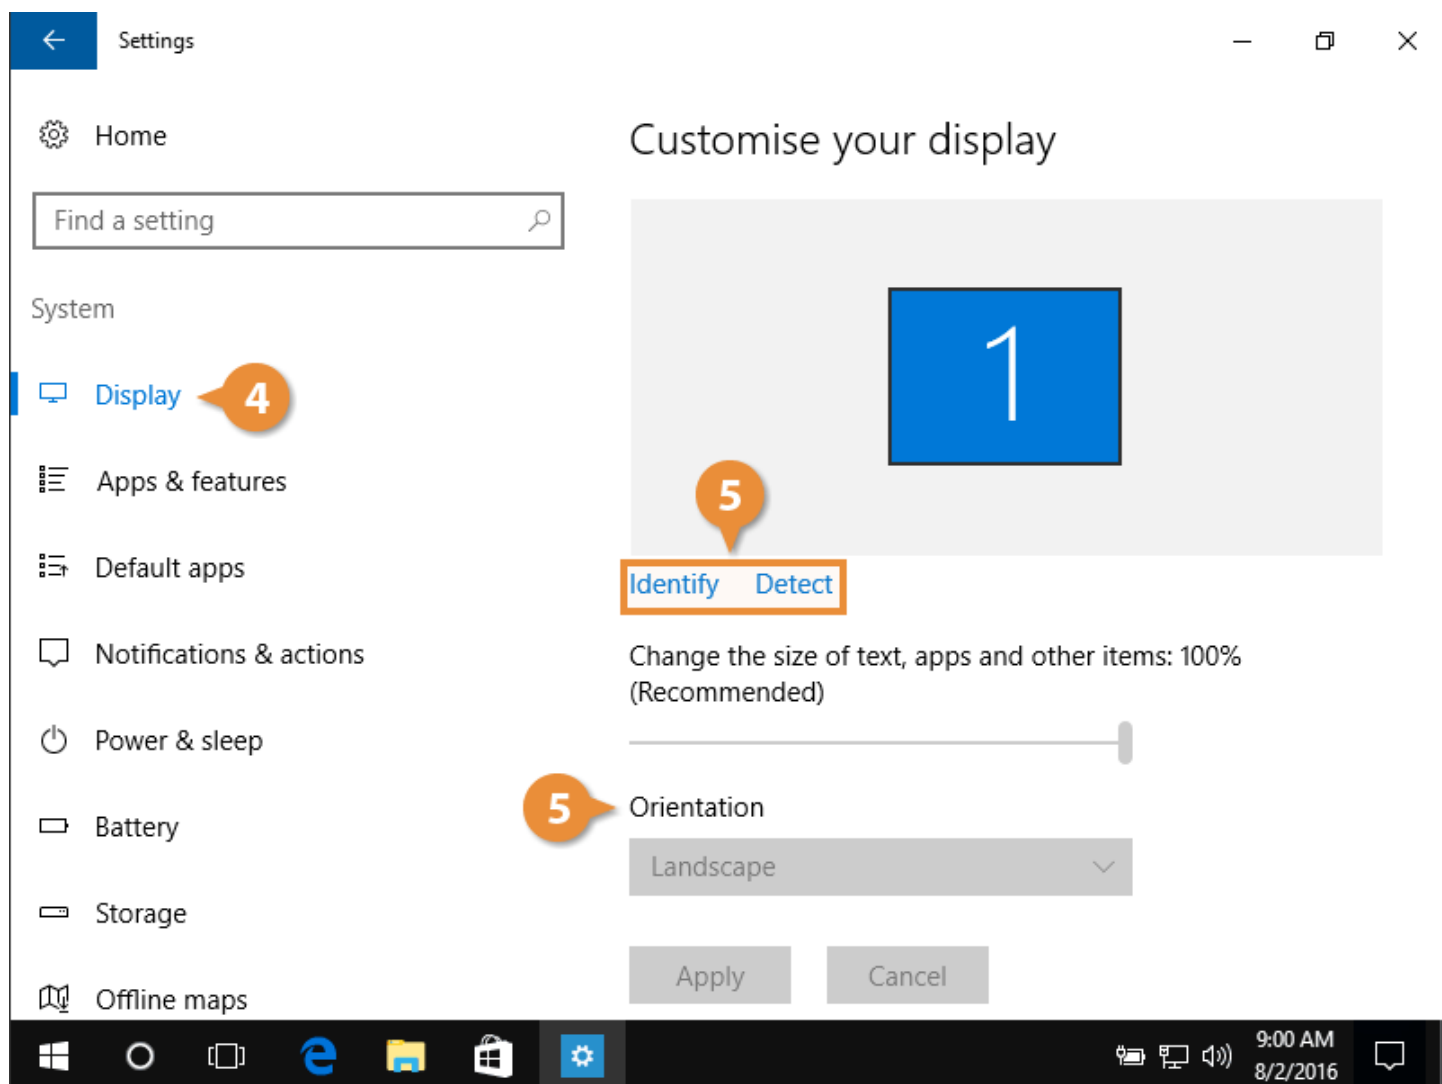 Settings
Home
Find a setting
System
Display
4
Apps & features
Default apps
Notifications & actions
Power & sleep
Battery
Storage
Offline maps
Customise your display
1
5
Identify Detect
Change the size of text, apps and other items: 100%
(Recommended)
5
Orientation
Landscape
Apply Cancel
9:00 AM
8/2/2016